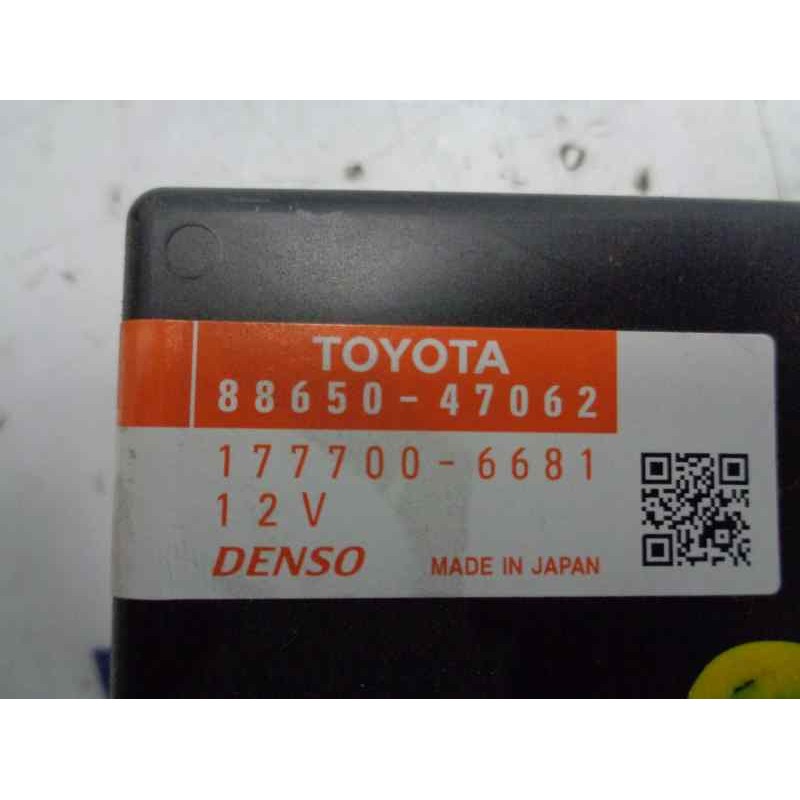 TOYOTA
88650-47062
177700-6681
12V
DENSO MADE IN JAPAN